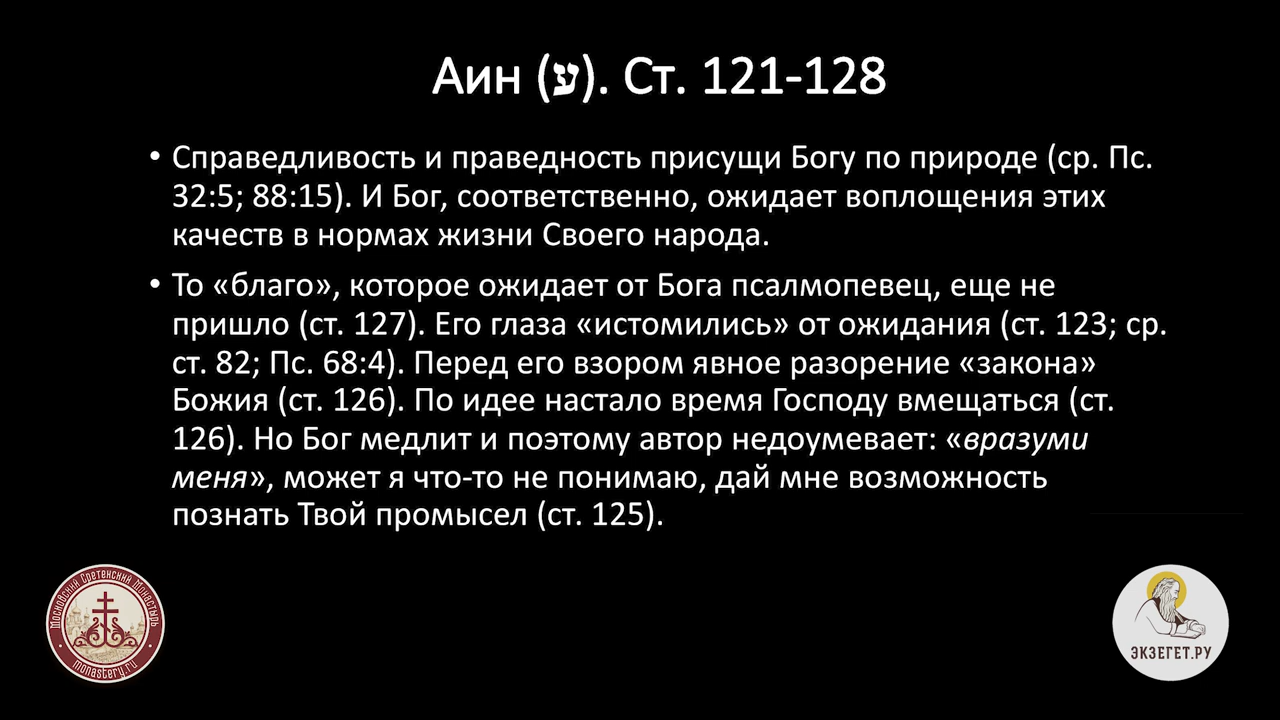 Аин (ע). Ст. 121-128
• Справедливость и праведность присущи Богу по природе (ср. Пс.
32:5; 88:15). И Бог, соответственно, ожидает воплощения этих
качеств в нормах жизни Своего народа.
• То «благо», которое ожидает от Бога псалмопевец, еще не
пришло (ст. 127). Его глаза «истомились» от ожидания (ст. 123; ср.
ст. 82; Пс. 68:4). Перед его взором явное разорение «закона»
Божия (ст. 126). По идее настало время Господу вмещаться (ст.
126). Но Бог медлит и поэтому автор недоумевает: «вразуми
меня», может я что-то не понимаю, дай мне возможность
познать Твой промысел (ст. 125).
Московский Сретенский Монастырь
monastery.ru
ЭКЗЕГЕТ.РУ